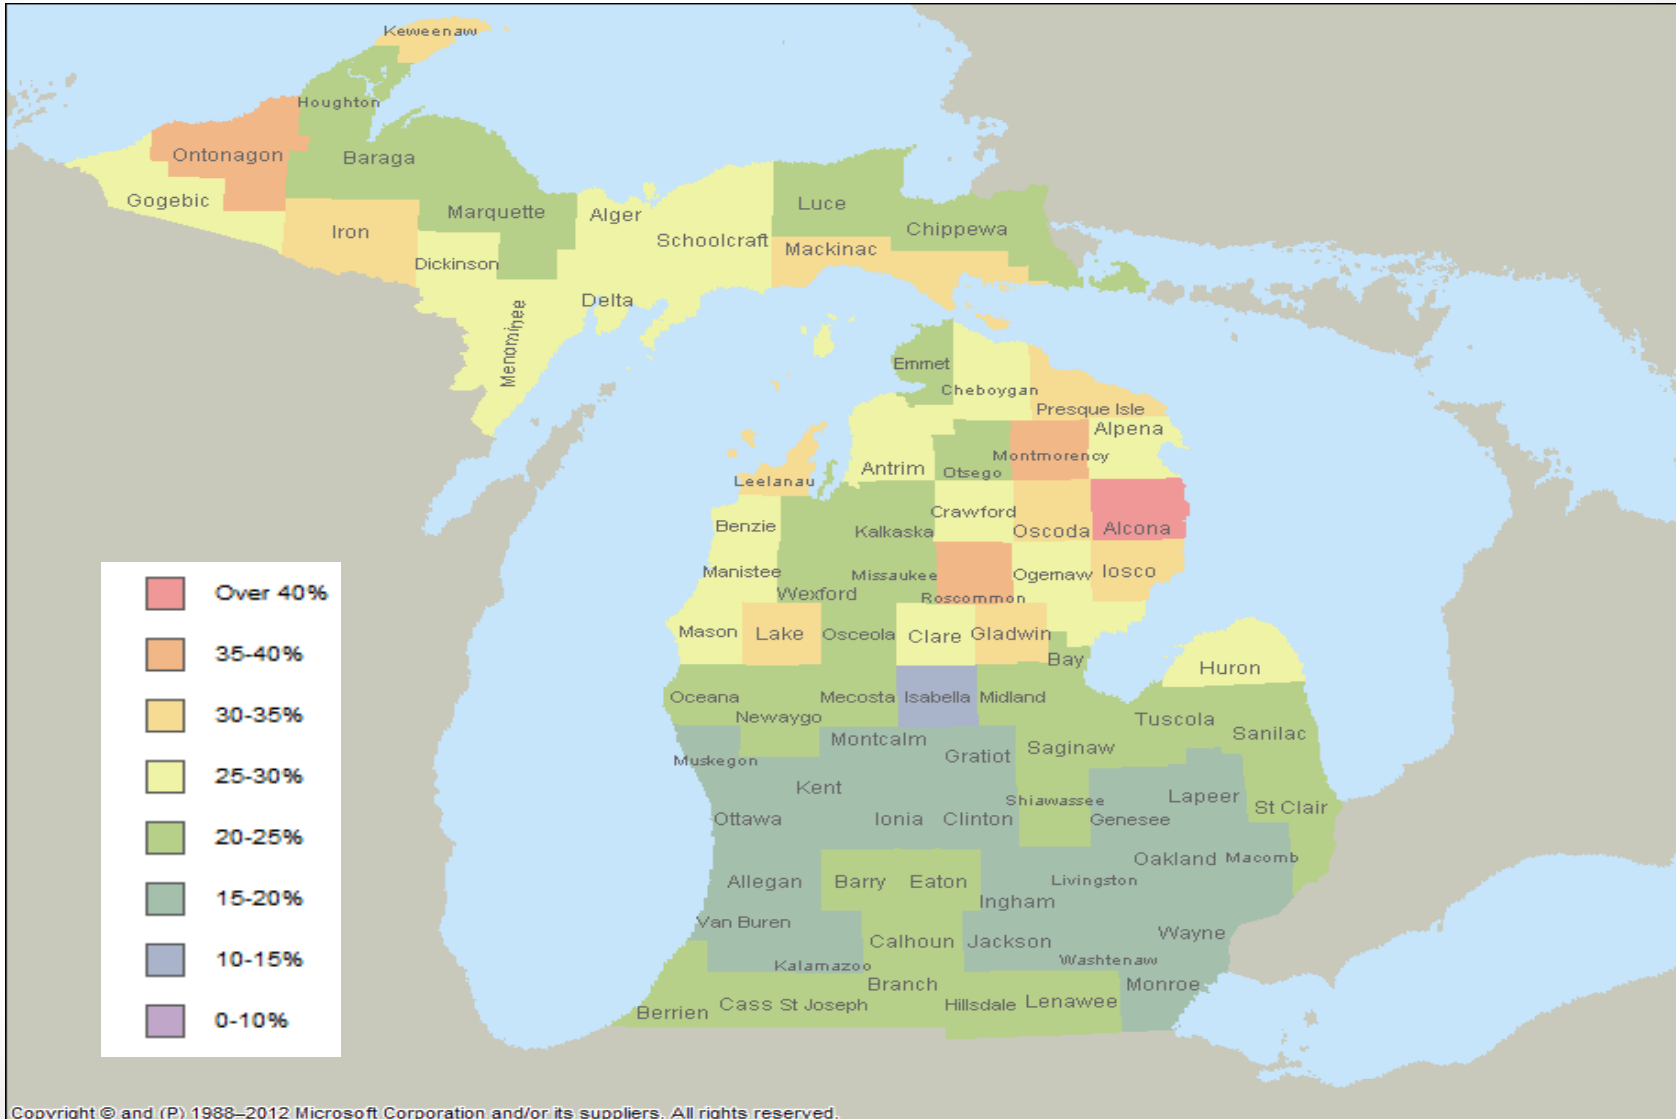 Keweenaw
Houghton
Ontonagon
Baraga
Gogebic
Marquette
Alger
Luce
Iron
Schoolcraft
Chippewa
Mackinac
Dickinson
Delta
Menominee
Emmet
Cheboygan
Presque Isle
Alpena
Montmorency
Antrim
Otsego
Leelanau
Crawford
Benzie
Kalkaska
Oscoda
Alcona
Manistee
Missaukee
Ogemaw
Iosco
Wexford
Roscommon
Mason
Lake
Osceola
Clare
Gladwin
Bay
Huron
Oceana
Mecosta
Isabella
Midland
Newaygo
Tuscola
Sanilac
Montcalm
Saginaw
Muskegon
Gratiot
Kent
Shiawassee
Lapeer
St Clair
Ottawa
Ionia
Clinton
Genesee
Oakland
Macomb
Allegan
Barry
Eaton
Livingston
Ingham
Van Buren
Calhoun
Jackson
Wayne
Kalamazoo
Washtenaw
Branch
Monroe
Berrien
Cass
St Joseph
Hillsdale
Lenawee
Over 40%
35-40%
30-35%
25-30%
20-25%
15-20%
10-15%
0-10%
Copyright © and (P) 1988–2012 Microsoft Corporation and/or its suppliers. All rights reserved.